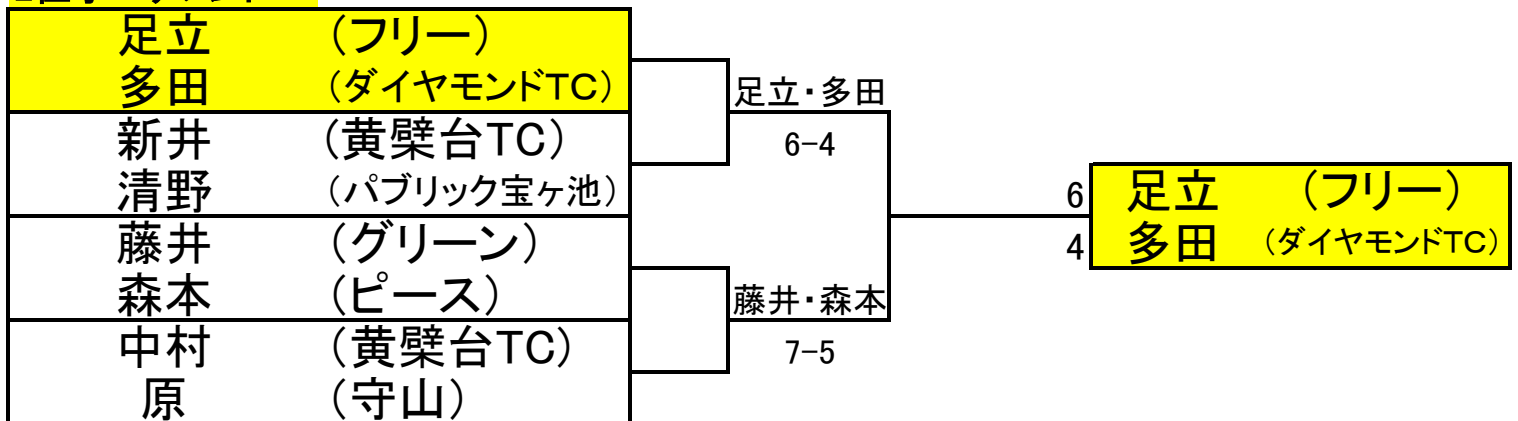 足立 （フリー）
多田 （ダイヤモンドTC）
新井 （黄檗台TC）
清野 （パブリック宝ヶ池）
藤井 （グリーン）
森本 （ピース）
中村 （黄檗台TC）
原 （守山）
足立・多田
6-4
藤井・森本
7-5
6
4
足立 （フリー）
多田 （ダイヤモンドTC）